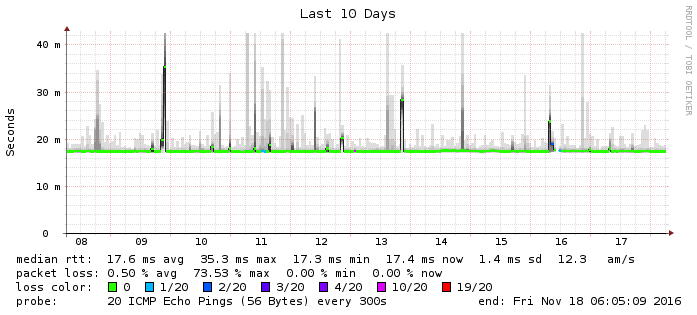 Last 10 Days
RRDTOOL / TOBI OETIKER
Seconds
40 m
30 m
20 m
10 m
0
08 09 10 11 12 13 14 15 16 17
median rtt: 17.6 ms avg 35.3 ms max 17.3 ms min 17.4 ms now 1.4 ms sd 12.3 am/s
packet loss: 0.50 % avg 73.53 % max 0.00 % min 0.00 % now
loss color: 0 1/20 2/20 3/20 4/20 10/20 19/20
probe: 20 ICMP Echo Pings (56 Bytes) every 300s end: Fri Nov 18 06:05:09 2016